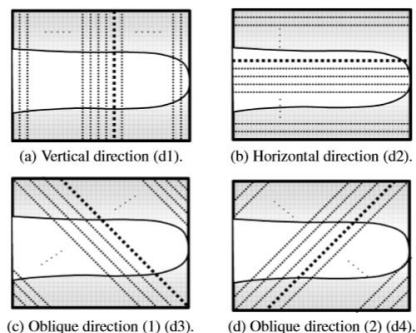 (a) Vertical direction (d1).
(b) Horizontal direction (d2).
(c) Oblique direction (1) (d3).
(d) Oblique direction (2) (d4).